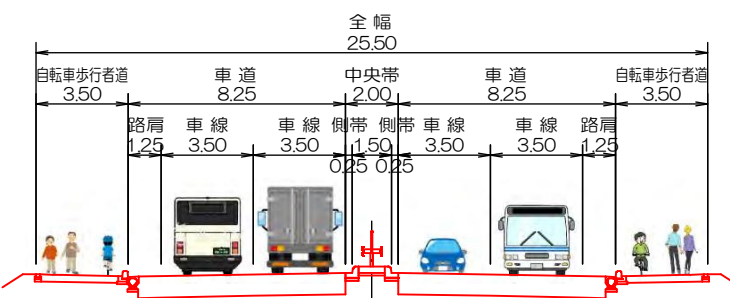 全幅
25.50
自転車歩行者道 車道 中央帯 車道 自転車歩行者道
3.50 8.25 2.00 8.25 3.50
路肩 車線 車線 側帯 側帯 車線 車線 路肩
1.25 3.50 3.50 1.50 3.50 3.50 1.25
0.25 0.25